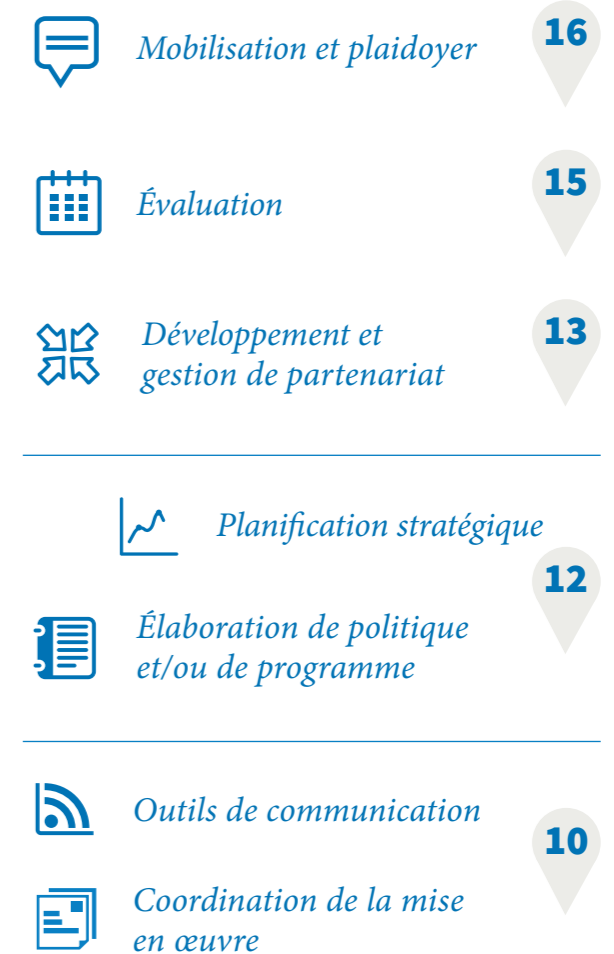 Mobilisation et plaidoyer
16
Évaluation
15
Développement et
gestion de partenariat
13
Planification stratégique
12
Élaboration de politique
et/ou de programme
Outils de communication
10
Coordination de la mise
en œuvre